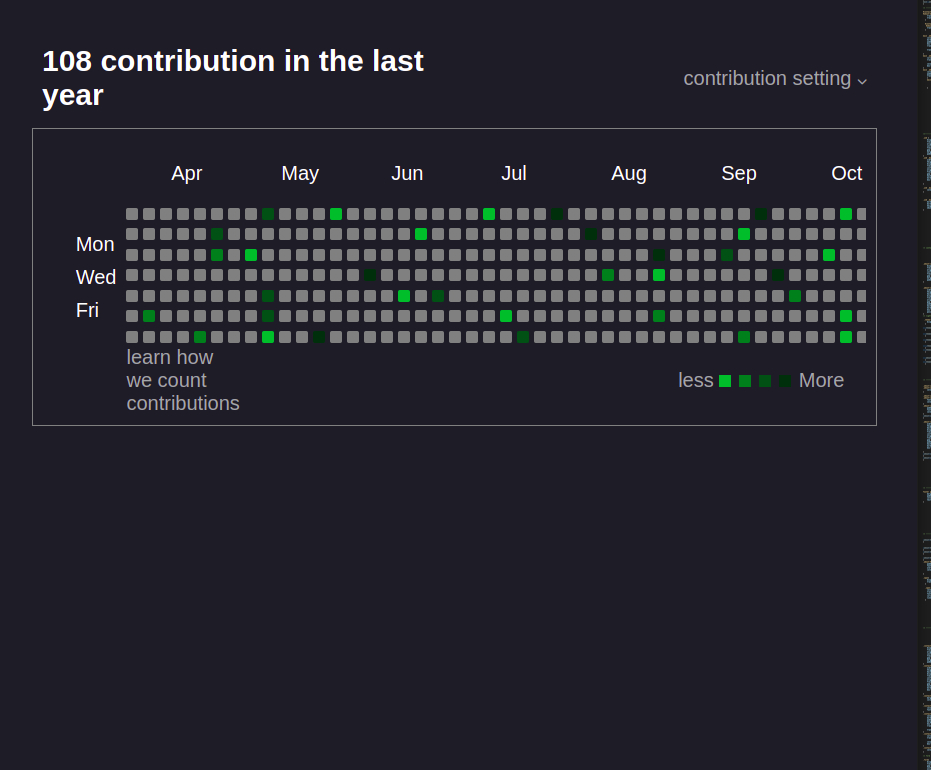 108 contribution in the last
year
contribution setting
Apr May Jun Jul Aug Sep Oct
Mon
Wed
Fri
learn how
we count
contributions
less More